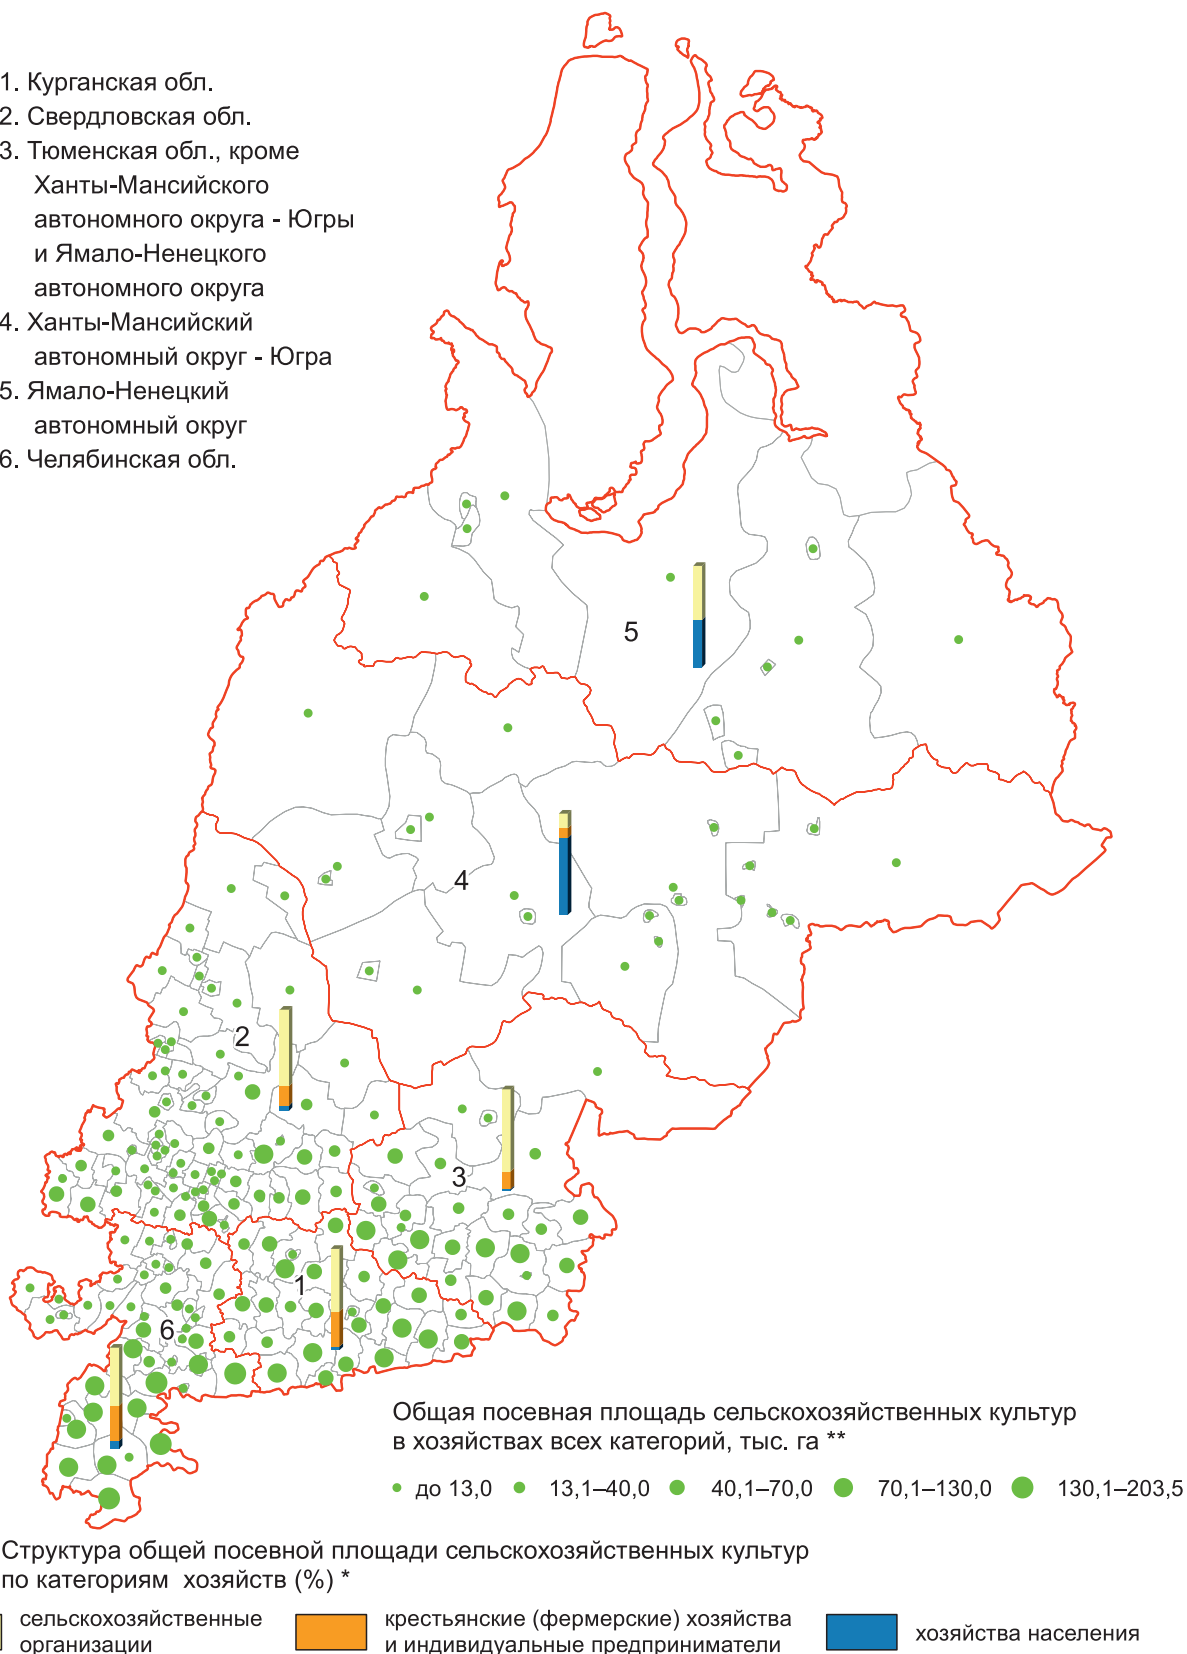 1. Курганская обл.
2. Свердловская обл.
3. Тюменская обл., кроме
Ханты-Мансийского
автономного округа - Югры
и Ямало-Ненецкого
автономного округа
4. Ханты-Мансийский
автономный округ - Югра
5. Ямало-Ненецкий
автономный округ
6. Челябинская обл.
5
4
2
3
1
6
Общая посевная площадь сельскохозяйственных культур
в хозяйствах всех категорий, тыс. га **
до 13,0 13,1–40,0 40,1–70,0 70,1–130,0 130,1–203,5
Структура общей посевной площади сельскохозяйственных культур
по категориям хозяйств (%) *
сельскохозяйственные
организации
крестьянские (фермерские) хозяйства
и индивидуальные предприниматели
хозяйства населения